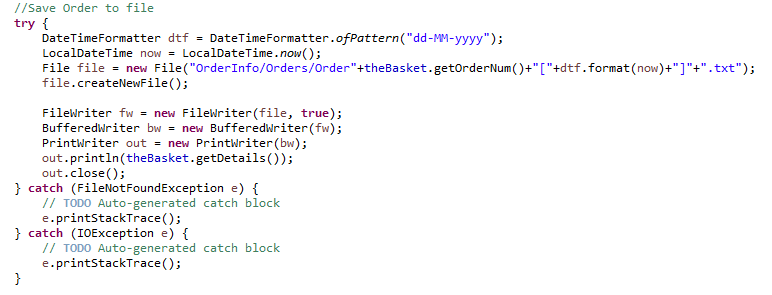 //Save Order to file
try {
    DateTimeFormatter dtf = DateTimeFormatter.ofPattern("dd-MM-yyyy");
    LocalDateTime now = LocalDateTime.now();
    File file = new File("OrderInfo/Orders/Order"+theBasket.getOrderNum()+"["+dtf.format(now)+"]"+".txt");
    file.createNewFile();

    FileWriter fw = new FileWriter(file, true);
    BufferedWriter bw = new BufferedWriter(fw);
    PrintWriter out = new PrintWriter(bw);
    out.println(theBasket.getDetails());
    out.close();
} catch (FileNotFoundException e) {
    // TODO Auto-generated catch block
    e.printStackTrace();
} catch (IOException e) {
    // TODO Auto-generated catch block
    e.printStackTrace();
}